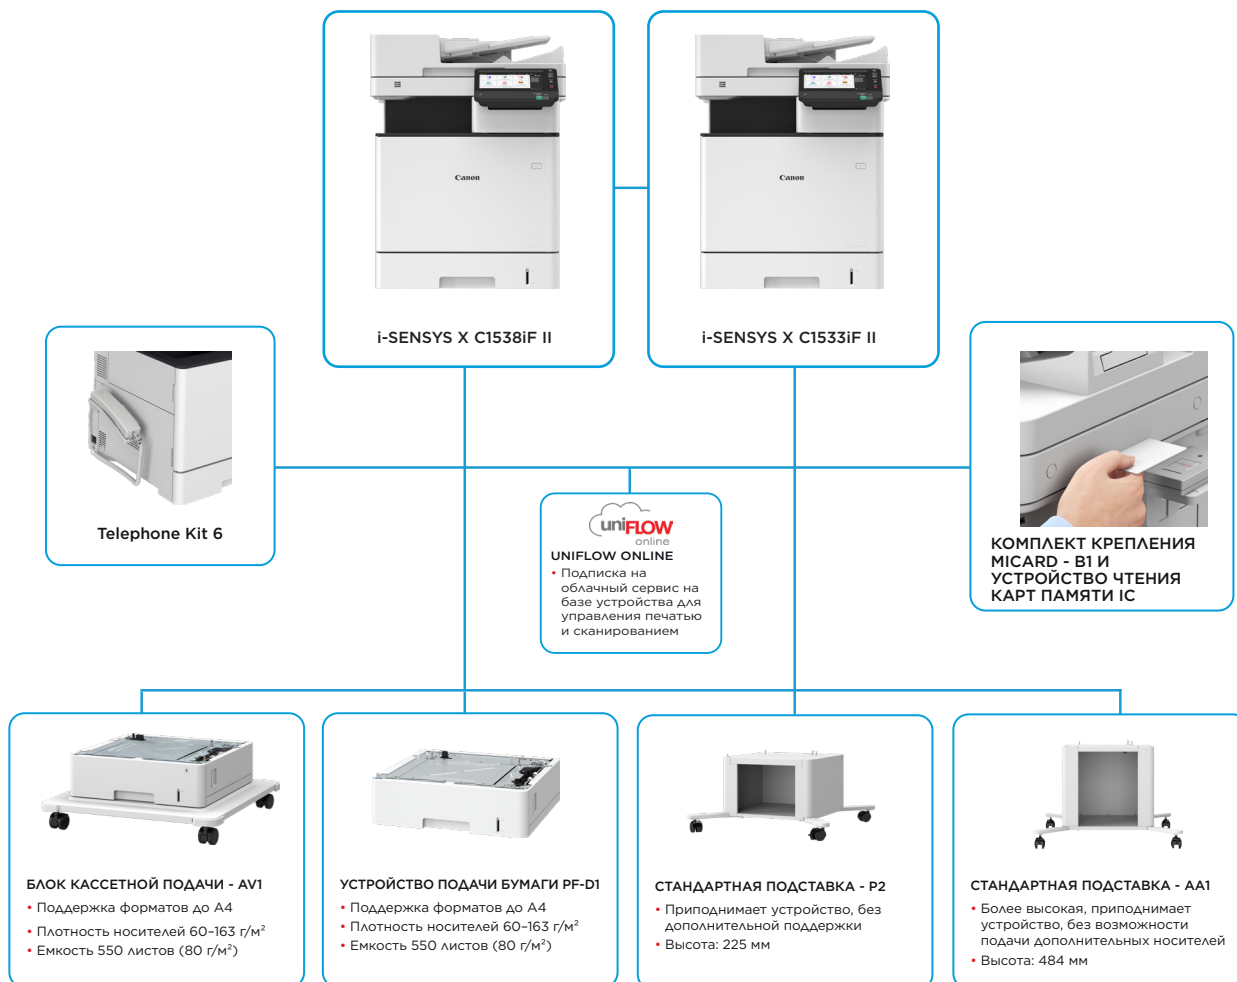 Canon
Canon
i-SENSYS X C1538iF II
i-SENSYS X C1533iF II
Telephone Kit 6
uniFLOW
online
UNIFLOW ONLINE
• Подписка на
облачный сервис на
базе устройства для
управления печатью
и сканированием
КОМПЛЕКТ КРЕПЛЕНИЯ
MICARD - B1 И
УСТРОЙСТВО ЧТЕНИЯ
КАРТ ПАМЯТИ IC
БЛОК КАССЕТНОЙ ПОДАЧИ - AV1
• Поддержка форматов до A4
• Плотность носителей 60–163 г/м²
• Емкость 550 листов (80 г/м²)
УСТРОЙСТВО ПОДАЧИ БУМАГИ PF-D1
• Поддержка форматов до A4
• Плотность носителей 60–163 г/м²
• Емкость 550 листов (80 г/м²)
СТАНДАРТНАЯ ПОДСТАВКА - P2
• Приподнимает устройство, без
дополнительной поддержки
• Высота: 225 мм
СТАНДАРТНАЯ ПОДСТАВКА - AA1
• Более высокая, приподнимает
устройство, без возможности
подачи дополнительных носителей
• Высота: 484 мм